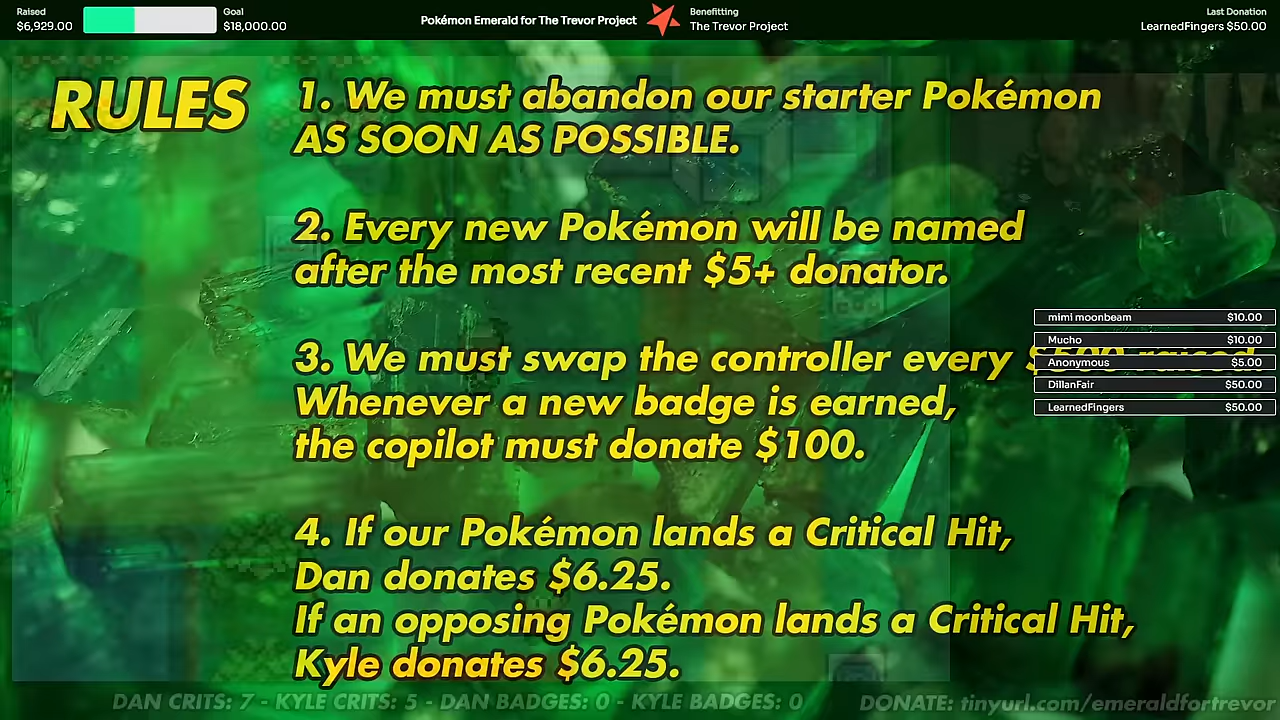 Raised
$6,929.00
Goal
$18,000.00
Pokémon Emerald for The Trevor Project
Benefitting
The Trevor Project
Last Donation
LearnedFingers $50.00
RULES
1. We must abandon our starter Pokémon
AS SOON AS POSSIBLE.
2. Every new Pokémon will be named
after the most recent $5+ donator.
3. We must swap the controller every $500 raised.
Whenever a new badge is earned,
the copilot must donate $100.
4. If our Pokémon lands a Critical Hit,
Dan donates $6.25.
If an opposing Pokémon lands a Critical Hit,
Kyle donates $6.25.
mimi moonbeam $10.00
Mucho $10.00
Anonymous $5.00
DillanFair $50.00
LearnedFingers $50.00
DAN CRITS: 7 - KYLE CRITS: 5 - DAN BADGES: 0 - KYLE BADGES: 0
DONATE: tinyurl.com/emeraldfortrevor